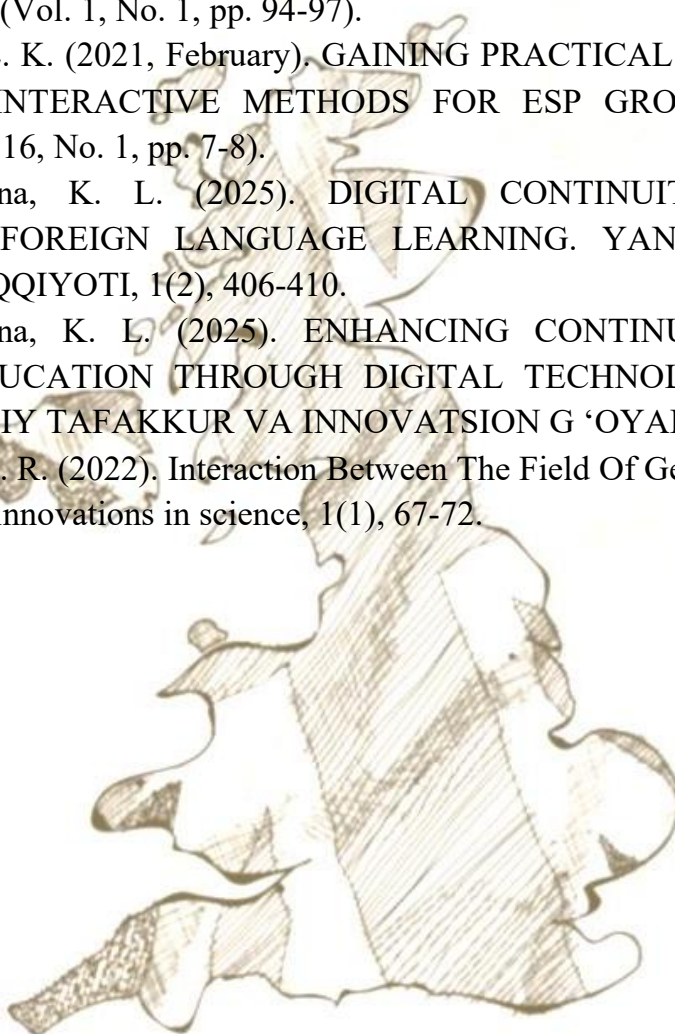 (Vol. 1, No. 1, pp. 94-97).
. K. (2021, February). GAINING PRACTICAL
INTERACTIVE METHODS FOR ESP GRO
16, No. 1, pp. 7-8).
na, K. L. (2025). DIGITAL CONTINUIT
FOREIGN LANGUAGE LEARNING. YAN
QQIYOTI, 1(2), 406-410.
na, K. L. (2025). ENHANCING CONTINU
UCATION THROUGH DIGITAL TECHNOL
IY TAFAKKUR VA INNOVATSION G ‘OYAL
. R. (2022). Interaction Between The Field Of Ge
innovations in science, 1(1), 67-72.